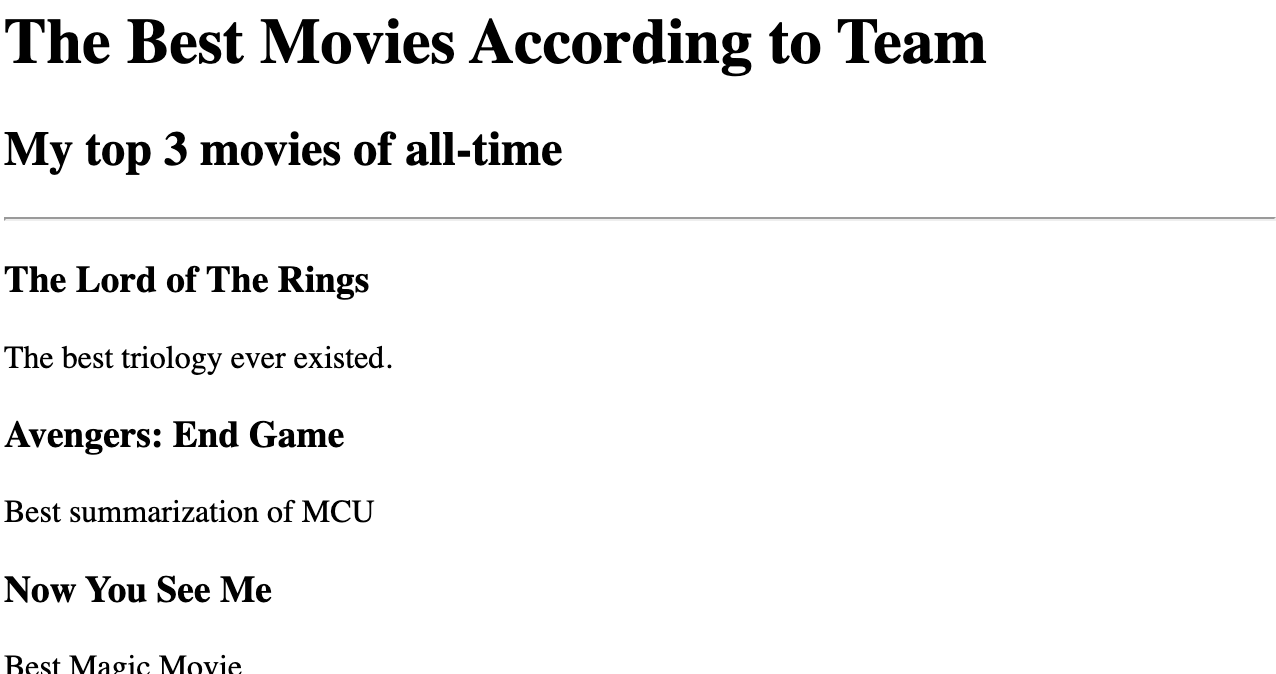 The Best Movies According to Team
My top 3 movies of all-time
The Lord of The Rings
The best triology ever existed.
Avengers: End Game
Best summarization of MCU
Now You See Me
Best Magic Movie